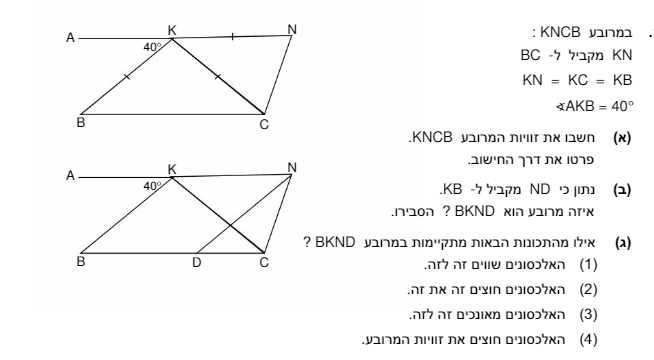 . במרובע KNCB :
KN מקביל ל- BC
KN = KC = KB
∢AKB = 40°
(א) חשבו את זוויות המרובע KNCB.
פרטו את דרך החישוב.
(ב) נתון כי ND מקביל ל- KB.
איזה מרובע הוא BKND ? הסבירו.
(ג) אילו מהתכונות הבאות מתקיימות במרובע BKND ?
(1) האלכסונים שווים זה לזה.
(2) האלכסונים חוצים זה את זה.
(3) האלכסונים מאונכים זה לזה.
(4) האלכסונים חוצים את זוויות המרובע.
A K N
40°
B C
A K N
40°
B D C